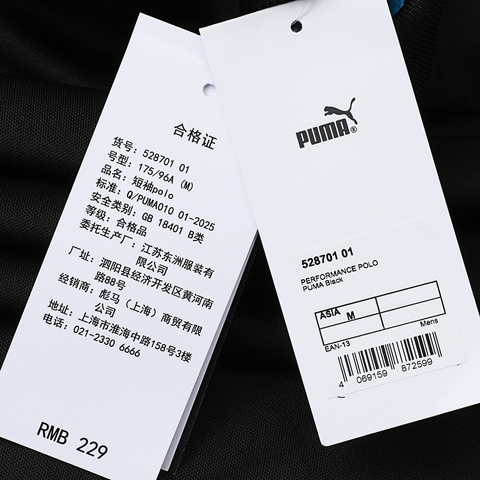 合格证
货号: 528701 01
号型: 175/96A (M)
品名: 短袖polo
标准: Q/PUMA010 01-2025
安全类别: GB 18401 B类
等级: 合格品
委托生产厂: 江苏东洲服装有
限公司
厂址: 泗阳县经济开发区黄河南
路88号
经销商: 彪马（上海）商贸有限
公司
地址: 上海市淮海中路158号3楼
电话: 021-2330 6666
RMB 229
PUMA®
528701 01
PERFORMANCE POLO
PUMA Black
ASIA M
Mens
EAN-13
4 069159 872599